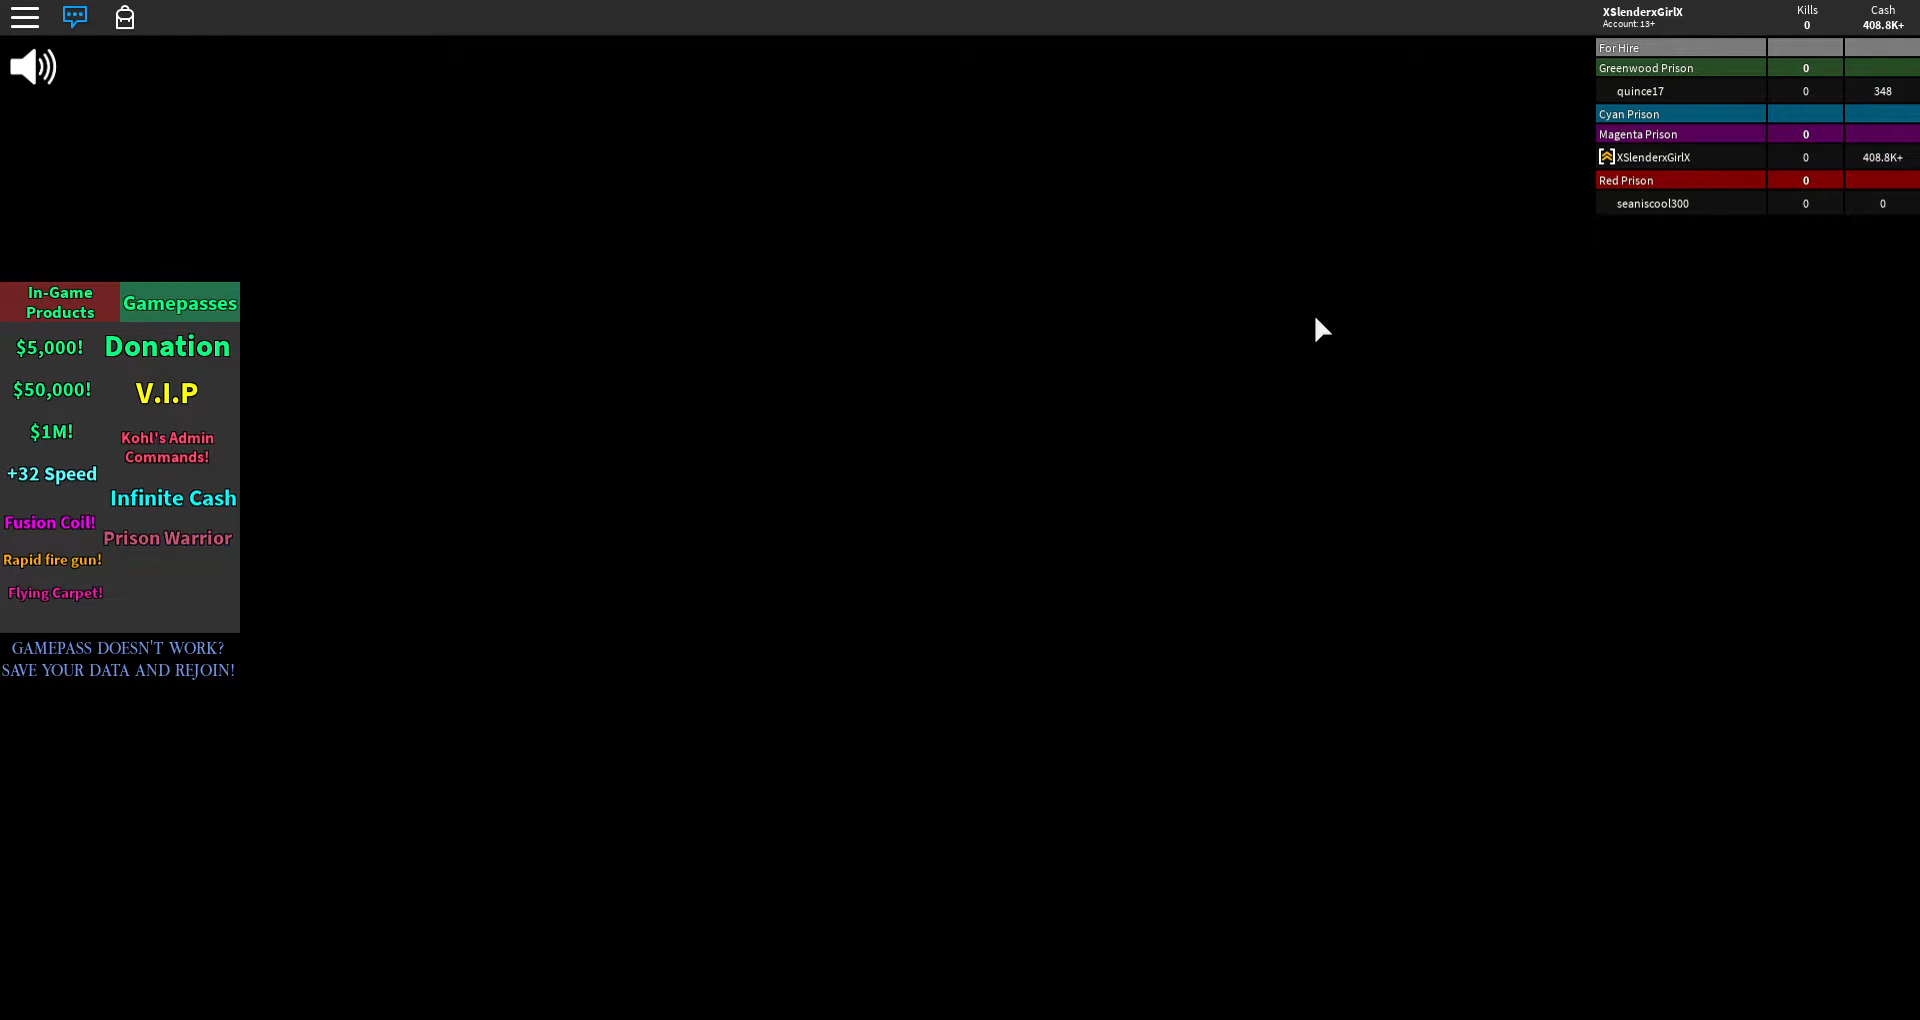 XSlenderxGirlX Kills Cash
Account: 13+ 0 408.8K+
For Hire
Greenwood Prison 0
quince17 0 348
Cyan Prison
Magenta Prison 0
XSlenderxGirlX 0 408.8K+
Red Prison 0
seaniscool300 0 0
In-Game
Products
Gamepasses
$5,000!
Donation
$50,000!
V.I.P
$1M!
Kohl's Admin
Commands!
+32 Speed
Infinite Cash
Fusion Coil!
Prison Warrior
Rapid fire gun!
Flying Carpet!
GAMEPASS DOESN'T WORK?
SAVE YOUR DATA AND REJOIN!